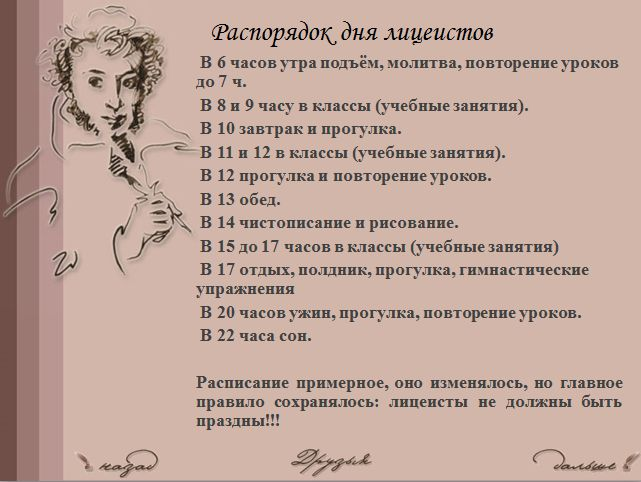 Распорядок дня лицеистов
В 6 часов утра подъём, молитва, повторение уроков
до 7 ч.
В 8 и 9 часу в классы (учебные занятия).
В 10 завтрак и прогулка.
В 11 и 12 в классы (учебные занятия).
В 12 прогулка и повторение уроков.
В 13 обед.
В 14 чистописание и рисование.
В 15 до 17 часов в классы (учебные занятия)
В 17 отдых, полдник, прогулка, гимнастические
упражнения
В 20 часов ужин, прогулка, повторение уроков.
В 22 часа сон.
Расписание примерное, оно изменялось, но главное
правило сохранялось: лицеисты не должны быть
праздны!!!
назад Друзья дальше